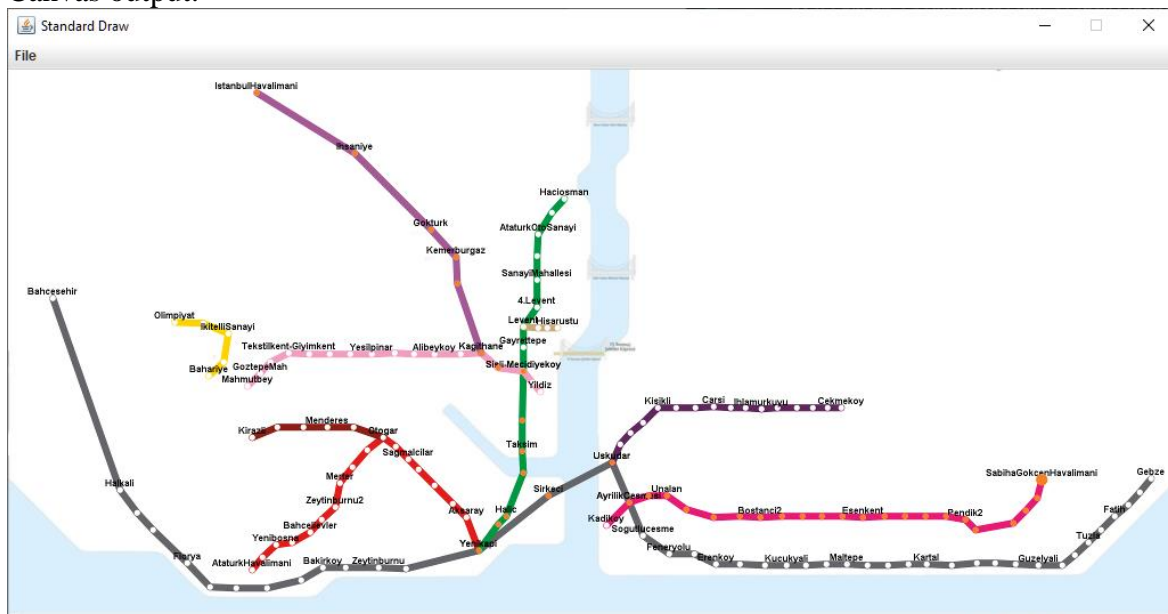 Canvas output:
Standard Draw
File
IstanbulHavalimani
Ihsaniye
Haciosman
Gokturk
AtaturkOtoSanayi
Kemerburgaz
SanayiMahallesi
Bahcesehir
4.Levent
Olimpiyat
Levent
Hisarustu
IkitelliSanayi
Gayrettepe
Tekstilkent-Giyimkent
Yesilpinar
Alibeykoy
Kagithane
GoztepeMah
Sisli Mecidiyekoy
Bahariye
Mahmutbey
Yildiz
Kisikli
Carsi
Ihlamurkuyu
Cekmekoy
Menderes
Kirazli
Otogar
Taksim
Sagmalcilar
Uskudar
SabihaGokcenHavalimani
Gebze
Merter
Halkali
Sirkeci
Unalan
AyrilikCesmesi
Zeytinburnu2
Halic
Aksaray
Bostanci2
Esenkent
Pendik2
Fatih
Kadikoy
Bahcelievler
Sogutlucesme
Tuzla
Yenibosna
Yenikapi
Feneryolu
Florya
Bakirkoy
Zeytinburnu
Erenkoy
Kucukyali
Maltepe
Kartal
Guzelyali
AtaturkHavalimani